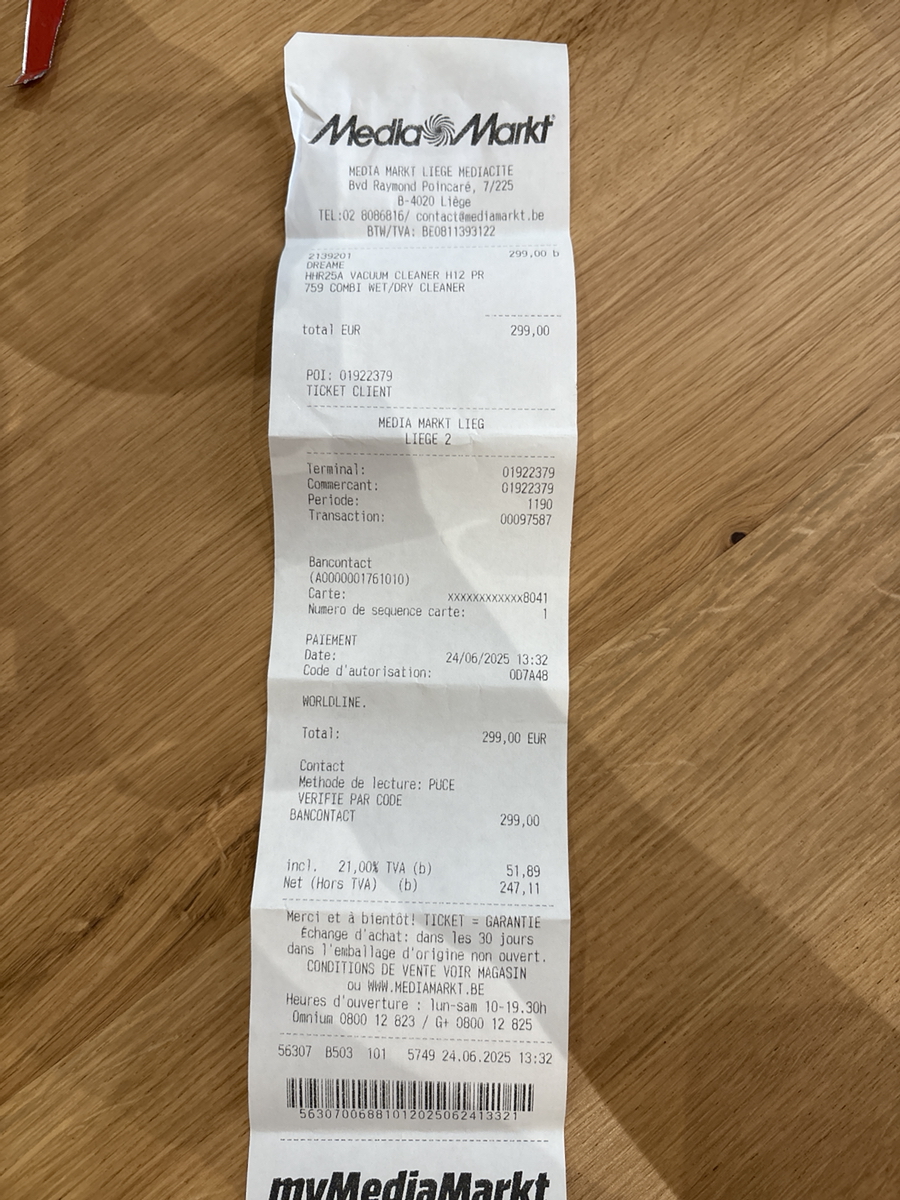 Media Markt
MEDIA MARKT LIEGE MEDIACITE
Bvd Raymond Poincaré, 7/225
B-4020 Liège
TEL:02 8086816/ contact@mediamarkt.be
BTW/TVA: BE0811393122
2139201 299,00 b
DREAME
HHR25A VACUUM CLEANER H12 PR
759 COMBI WET/DRY CLEANER
total EUR 299,00
POI: 01922379
TICKET CLIENT
MEDIA MARKT LIEG
LIEGE 2
Terminal: 01922379
Commercant: 01922379
Periode: 1190
Transaction: 00097587
Bancontact
(A0000001761010)
Carte: xxxxxxxxxxxx8041
Numero de sequence carte: 1
PAIEMENT
Date: 24/06/2025 13:32
Code d'autorisation: 0D7A48
WORLDLINE.
Total: 299,00 EUR
Contact
Methode de lecture: PUCE
VERIFIE PAR CODE
BANCONTACT 299,00
incl. 21,00% TVA (b) 51,89
Net (Hors TVA) (b) 247,11
Merci et à bientôt! TICKET = GARANTIE
Échange d'achat: dans les 30 jours
dans l'emballage d'origine non ouvert.
CONDITIONS DE VENTE VOIR MAGASIN
ou WWW.MEDIAMARKT.BE
Heures d'ouverture : lun-sam 10-19.30h
Omnium 0800 12 823 / G+ 0800 12 825
56307 B503 101 5749 24.06.2025 13:32
56307006881012025062413321
myMediaMarkt